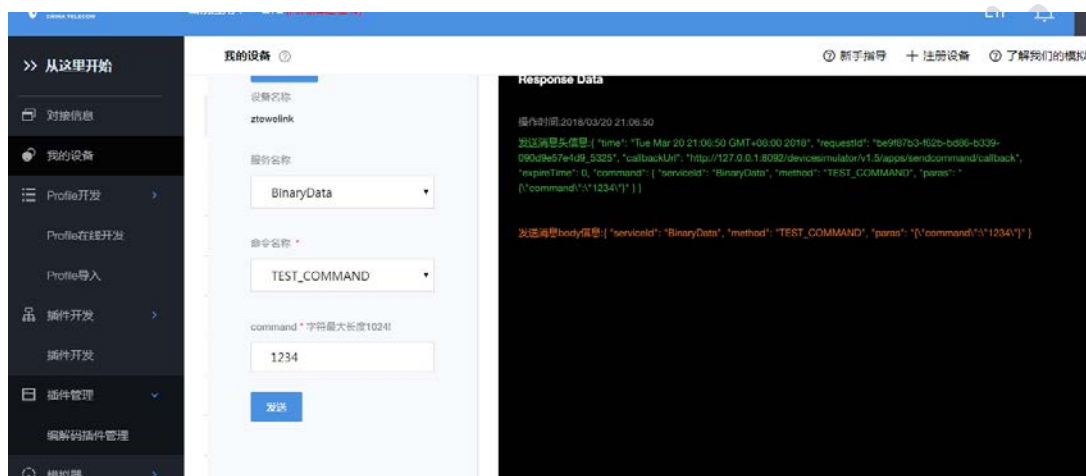 CHINA TELECOM
从这里开始
对接信息
我的设备
Profile开发
Profile在线开发
Profile导入
插件开发
插件开发
插件管理
编解码插件管理
模拟器
我的设备
新手指导
注册设备
了解我们的模拟
设备名称
ztewelink
服务名称
BinaryData
命令名称 *
TEST_COMMAND
command * 字符最大长度1024!
1234
发送
Response Data
操作时间:2018/03/20 21:06:50
发送消息头信息:{ "time": "Tue Mar 20 21:06:50 GMT+08:00 2018", "requestId": "be9f87b3-f62b-bd86-b339-
090d9e57e4d9_5325", "callbackUrl": "http://127.0.0.1:8092/devicesimulator/v1.5/apps/sendcommand/callback",
"expireTime": 0, "command": { "serviceId": "BinaryData", "method": "TEST_COMMAND", "paras": "
{\"command\":\"1234\"}" } }
发送消息body信息:{ "serviceId": "BinaryData", "method": "TEST_COMMAND", "paras": "{\"command\":\"1234\"}" }